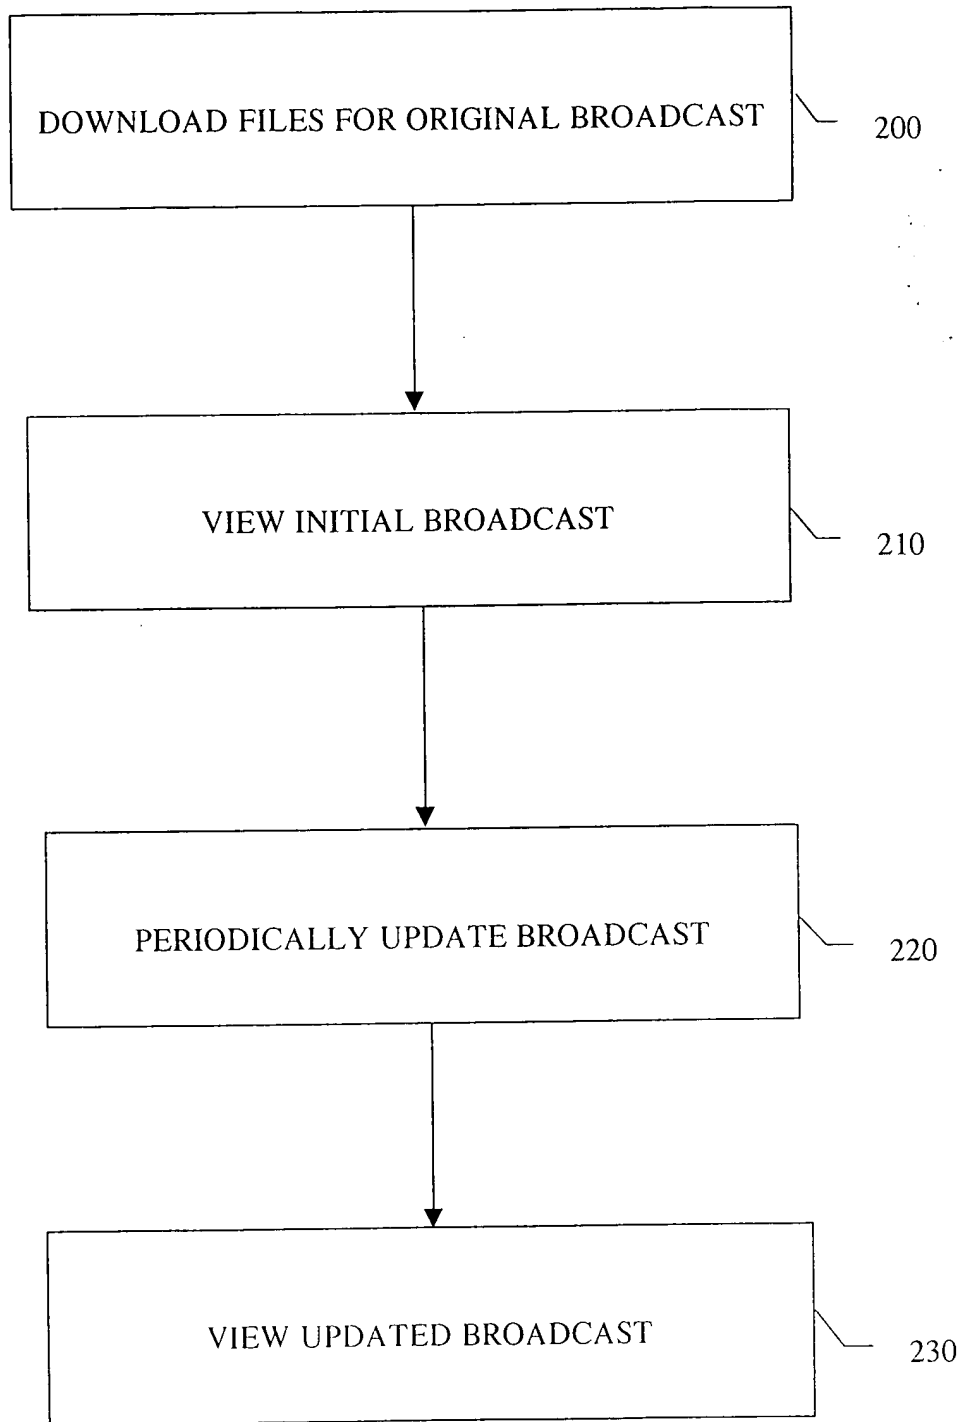 DOWNLOAD FILES FOR ORIGINAL BROADCAST
200
VIEW INITIAL BROADCAST
210
PERIODICALLY UPDATE BROADCAST
220
VIEW UPDATED BROADCAST
230